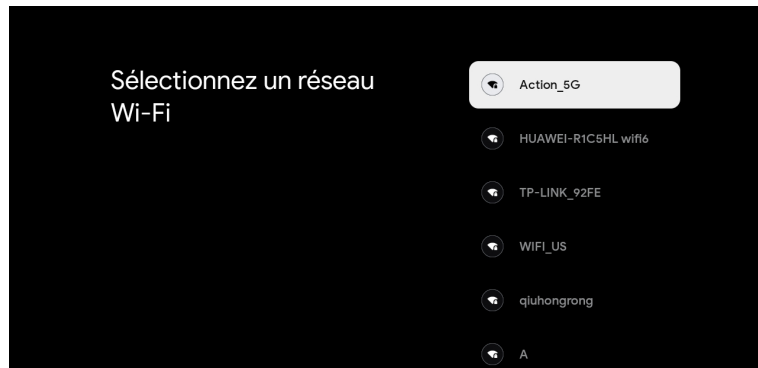 Sélectionnez un réseau
Wi-Fi
Action_5G
HUAWEI-R1C5HL wifi6
TP-LINK_92FE
WIFI_US
qiuhongrong
A